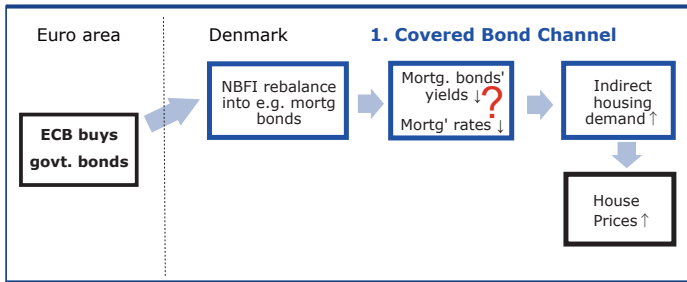 Euro area
Denmark
1. Covered Bond Channel
ECB buys
govt. bonds
NBFI rebalance
into e.g. mortg
bonds
Mortg. bonds'
yields ↓
?
Mortg' rates ↓
Indirect
housing
demand ↑
House
Prices ↑